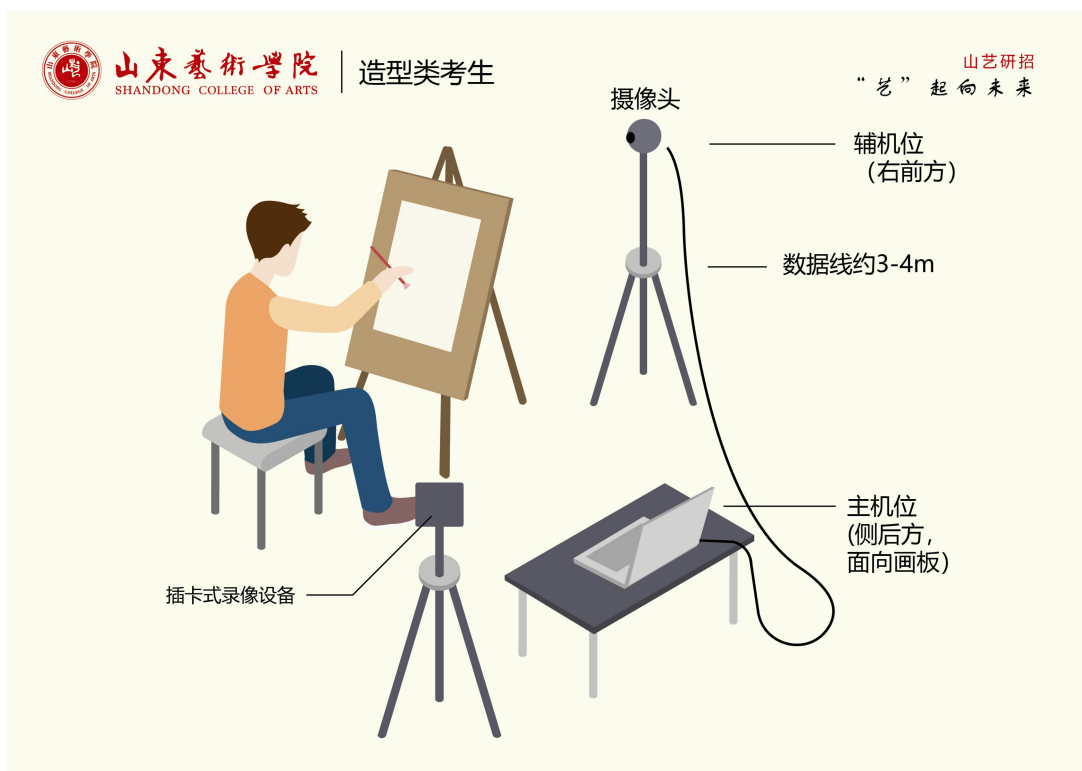 山東藝術學院
SHANDONG COLLEGE OF ARTS
造型类考生
山艺研招
“艺”起向未来
摄像头
辅机位
（右前方）
数据线约3-4m
主机位
(侧后方，
面向画板）
插卡式录像设备